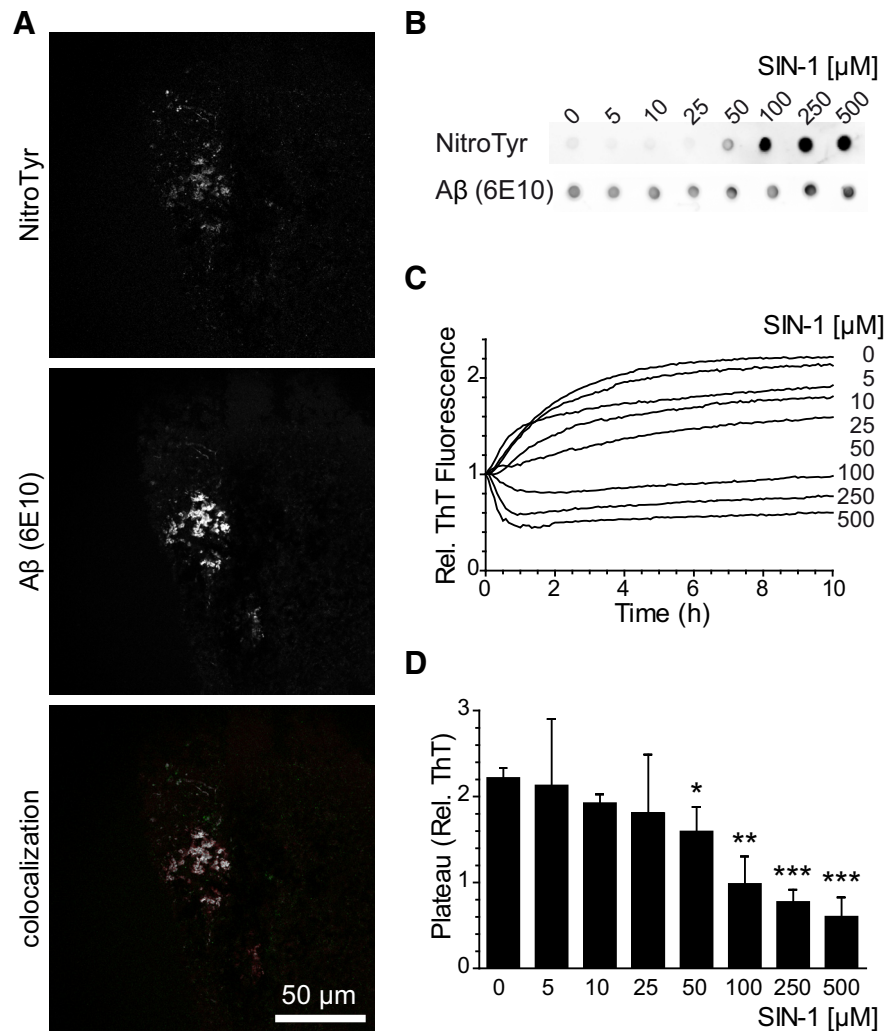 A
NitroTyr
Aβ (6E10)
colocalization
50 µm
B
SIN-1 [µM]
0 5 10 25 50 100 250 500
NitroTyr
Aβ (6E10)
C
SIN-1 [µM]
Rel. ThT Fluorescence
2
1
0
0
5
10
25
50
100
250
500
0 2 4 6 8 10
Time (h)
D
Plateau (Rel. ThT)
3
2
1
0
* ** *** ***
0 5 10 25 50 100 250 500
SIN-1 [µM]